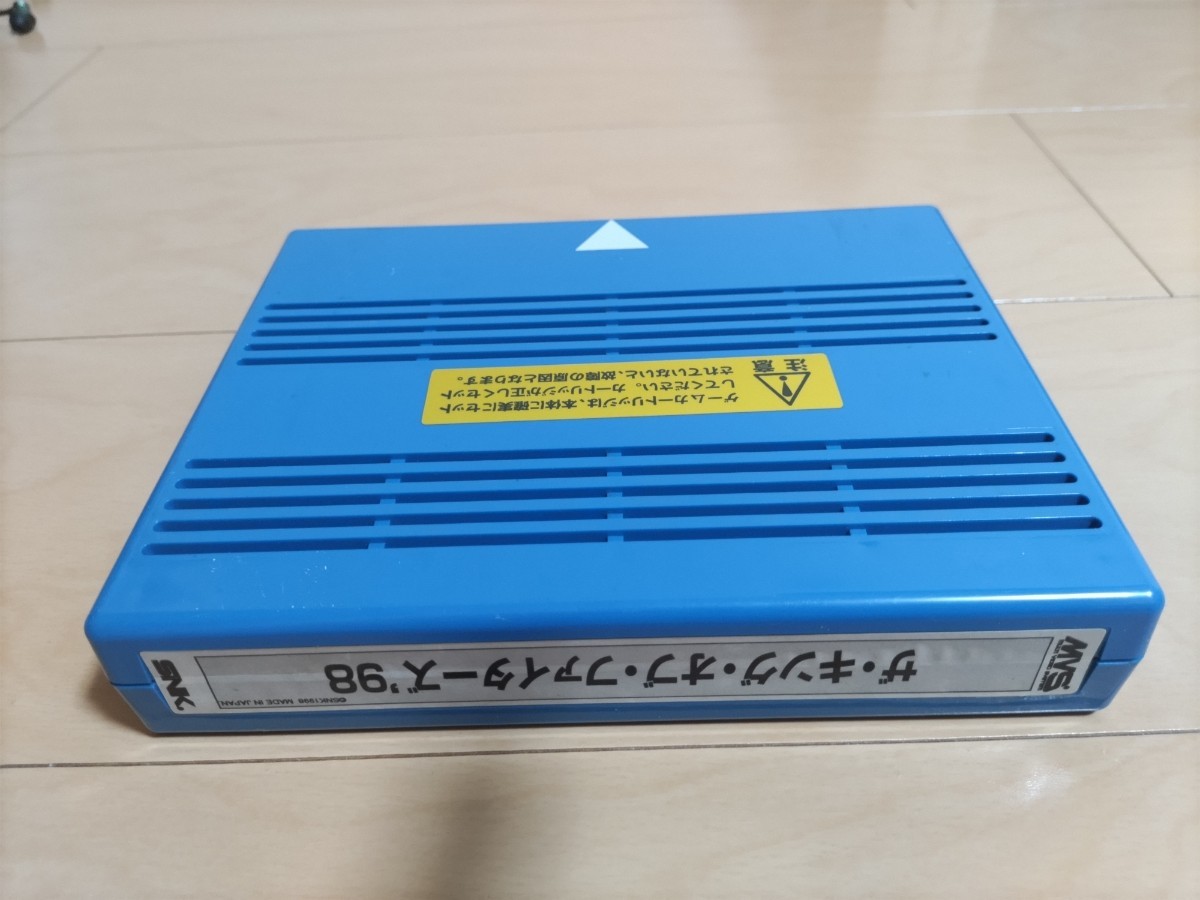 注意
ゲームカートリッジは、本体に確実にセット
してください。カートリッジが正しくセット
されていないと、故障の原因となります。
MVS
ザ・キング・オブ・ファイターズ'98
SNK
©SNK1998 MADE IN JAPAN